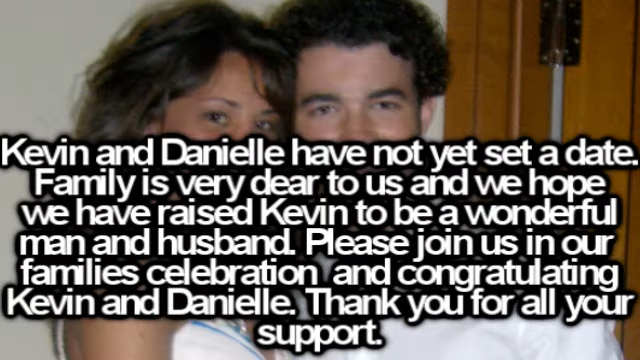 Kevin and Danielle have not yet set a date.
Family is very dear to us and we hope
we have raised Kevin to be a wonderful
man and husband. Please join us in our
families celebration and congratulating
Kevin and Danielle. Thank you for all your
support.